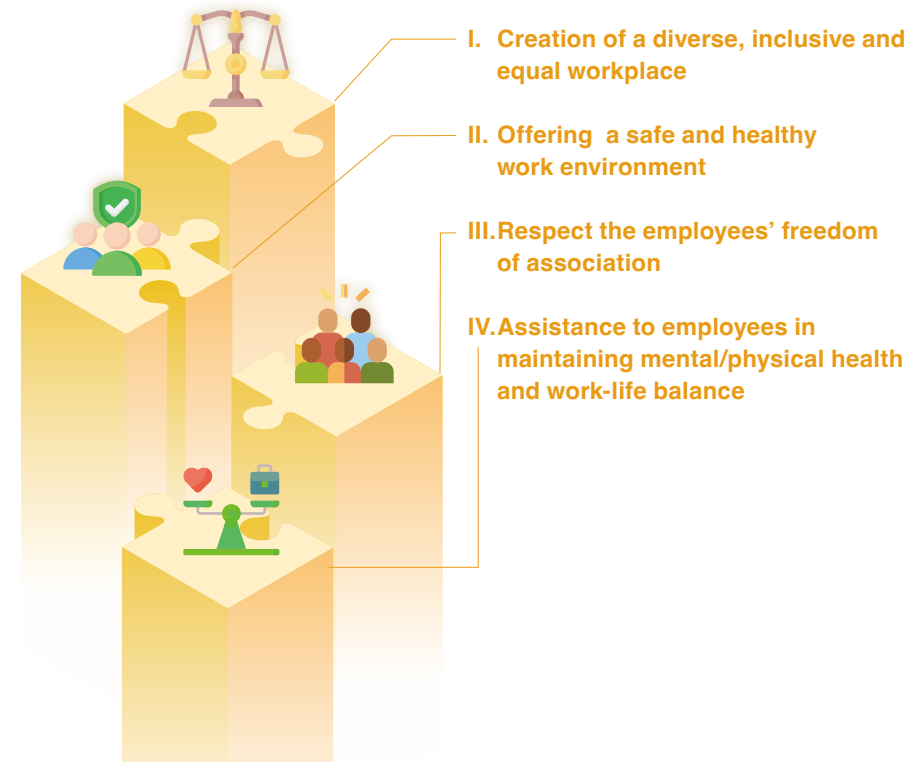 I. Creation of a diverse, inclusive and
equal workplace
II. Offering a safe and healthy
work environment
III.Respect the employees’ freedom
of association
IV.Assistance to employees in
maintaining mental/physical health
and work-life balance